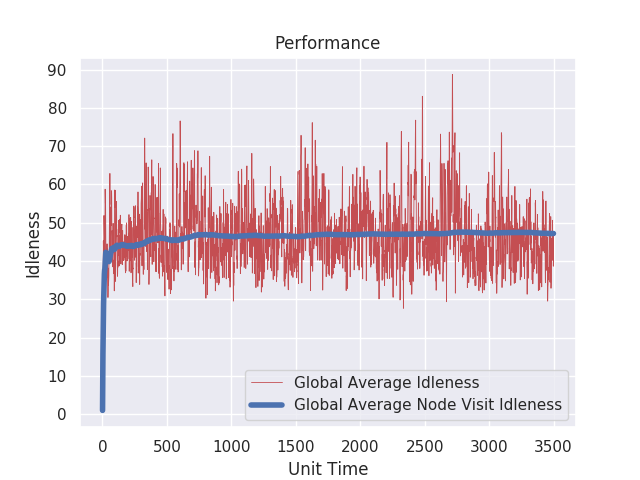 Performance
Idleness
90
80
70
60
50
40
30
20
10
0
Global Average Idleness
Global Average Node Visit Idleness
0 500 1000 1500 2000 2500 3000 3500
Unit Time